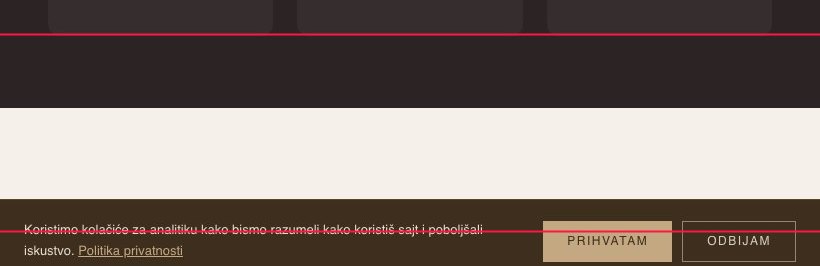 Koristimo kolačiće za analitiku kako bismo razumeli kako koristiš sajt i poboljšali
iskustvo. Politika privatnosti
PRIHVATAM
ODBIJAM